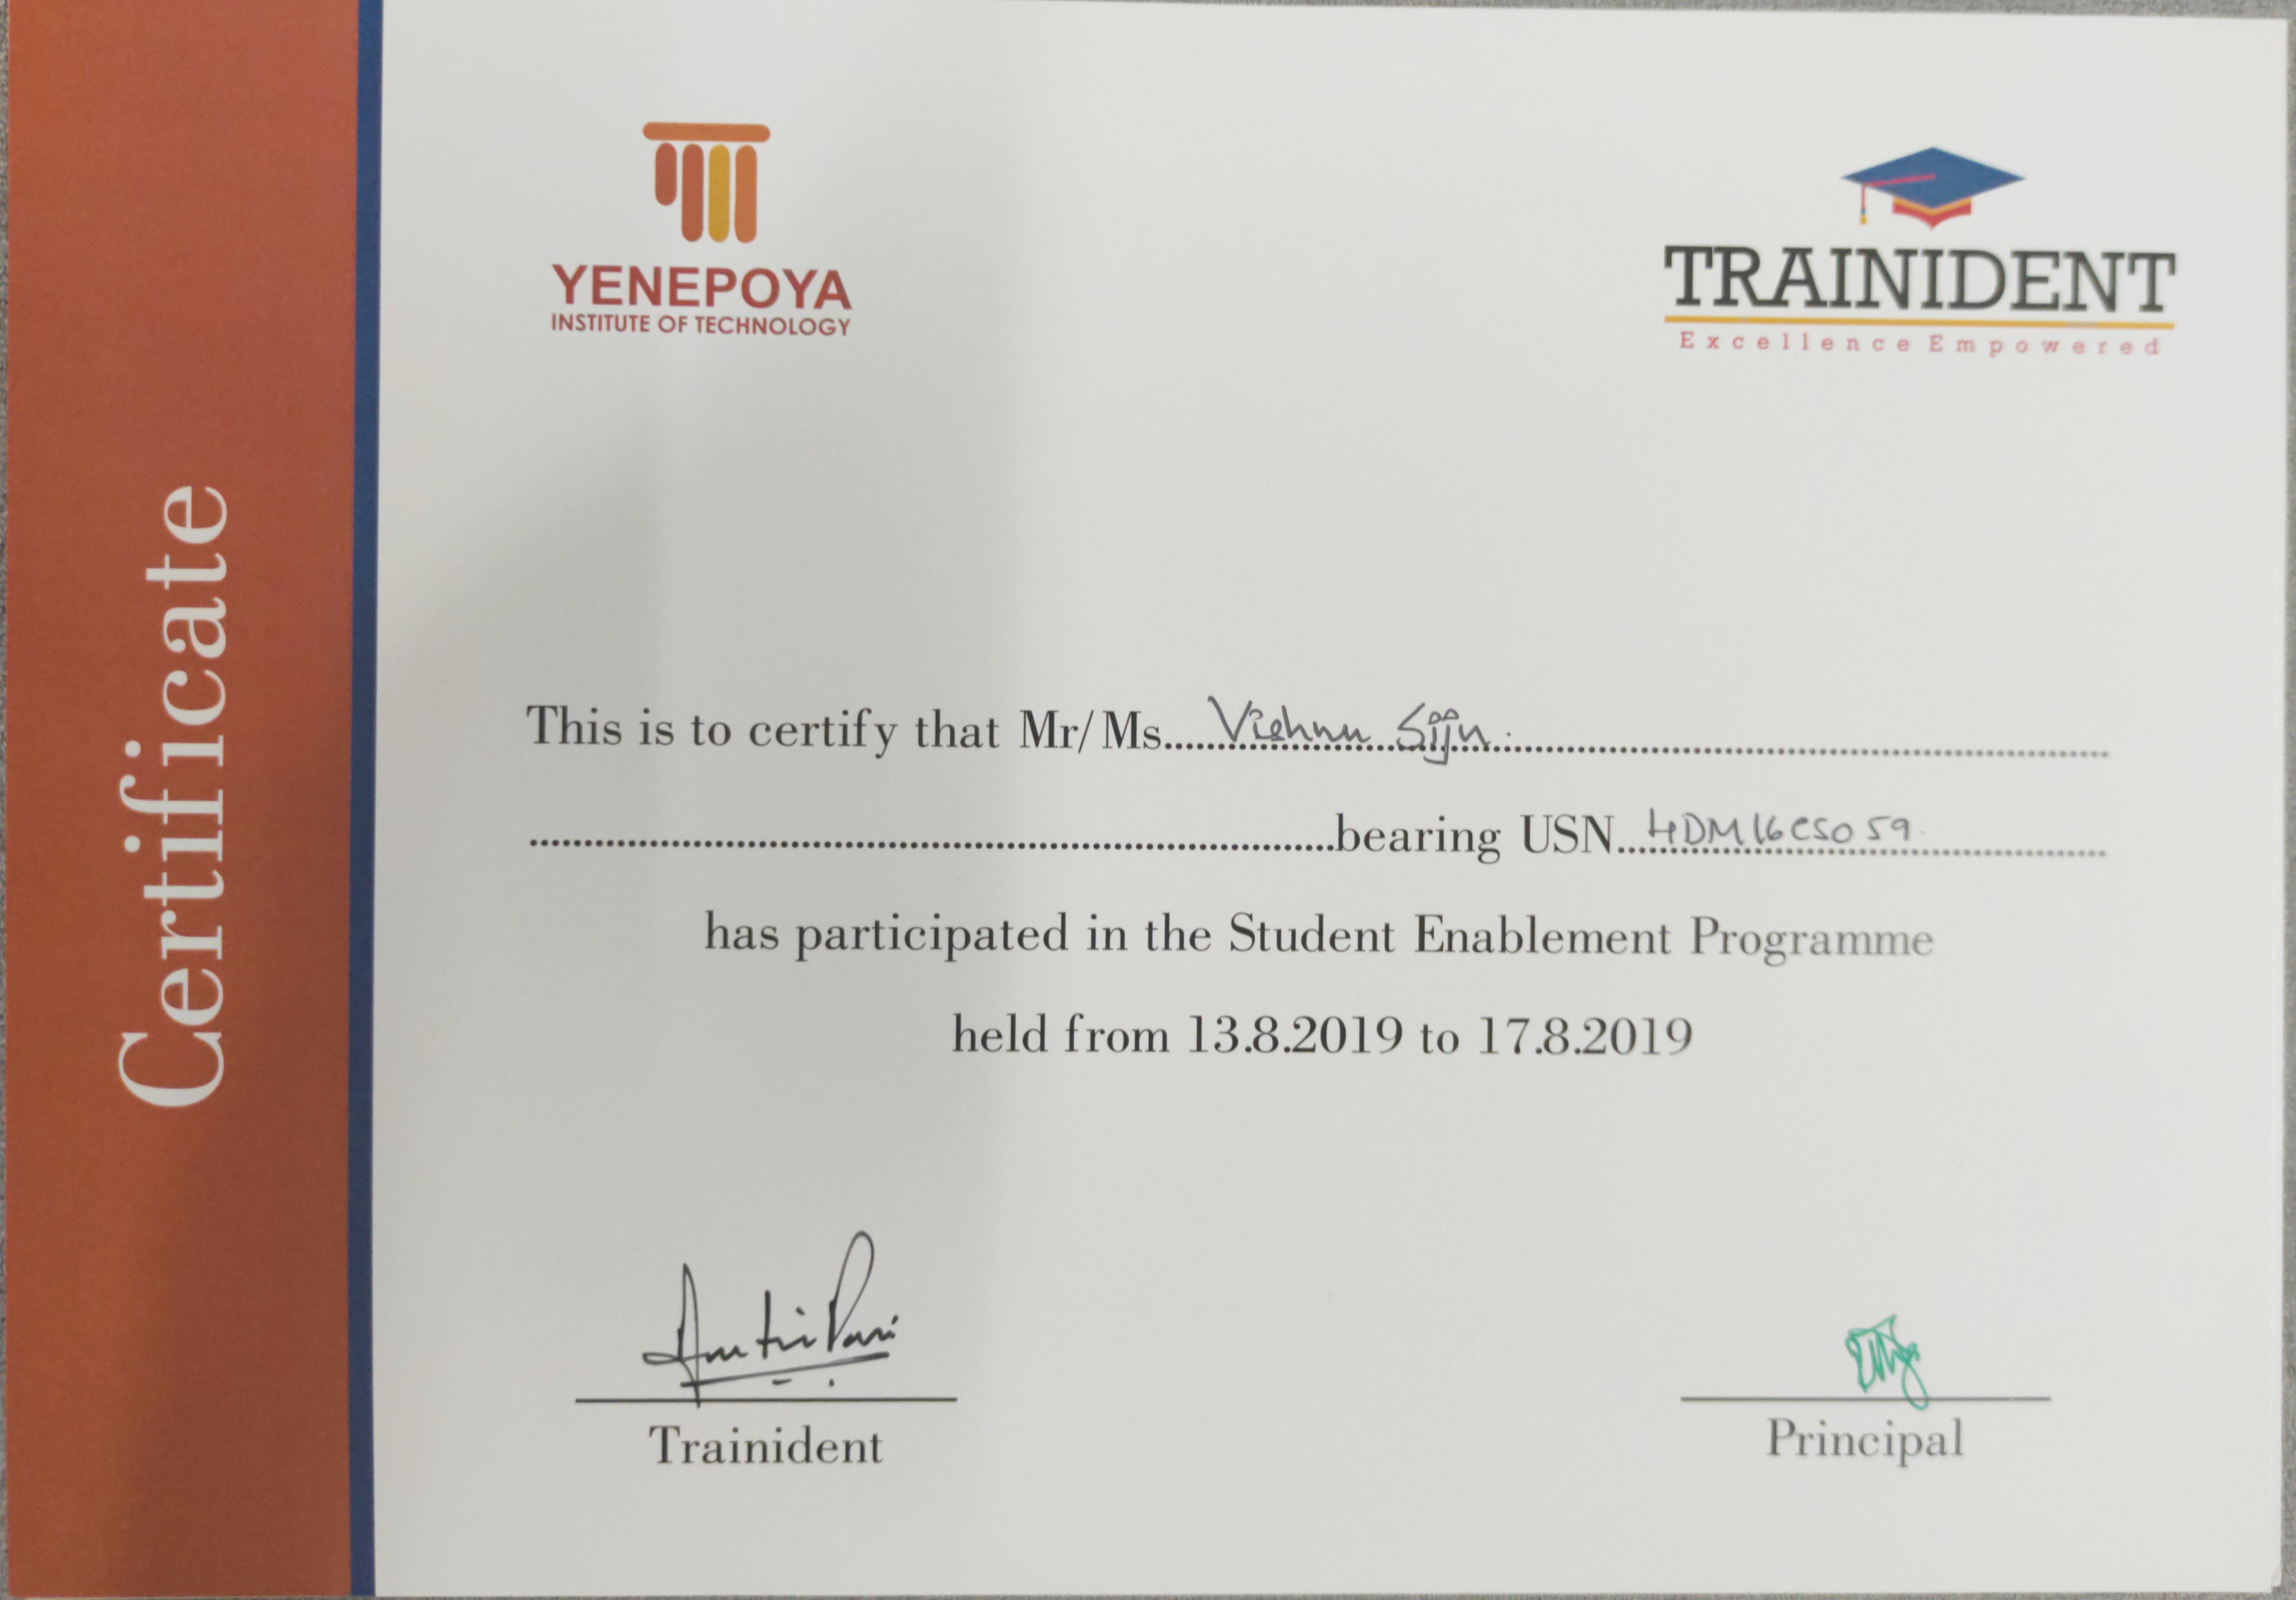 Certificate
YENEPOYA
INSTITUTE OF TECHNOLOGY
TRAINIDENT
Excellence Empowered
This is to certify that Mr/Ms.....Vishnu Siju.....
.....bearing USN.....4DM16CS059.....
has participated in the Student Enablement Programme
held from 13.8.2019 to 17.8.2019
Trainident
Principal